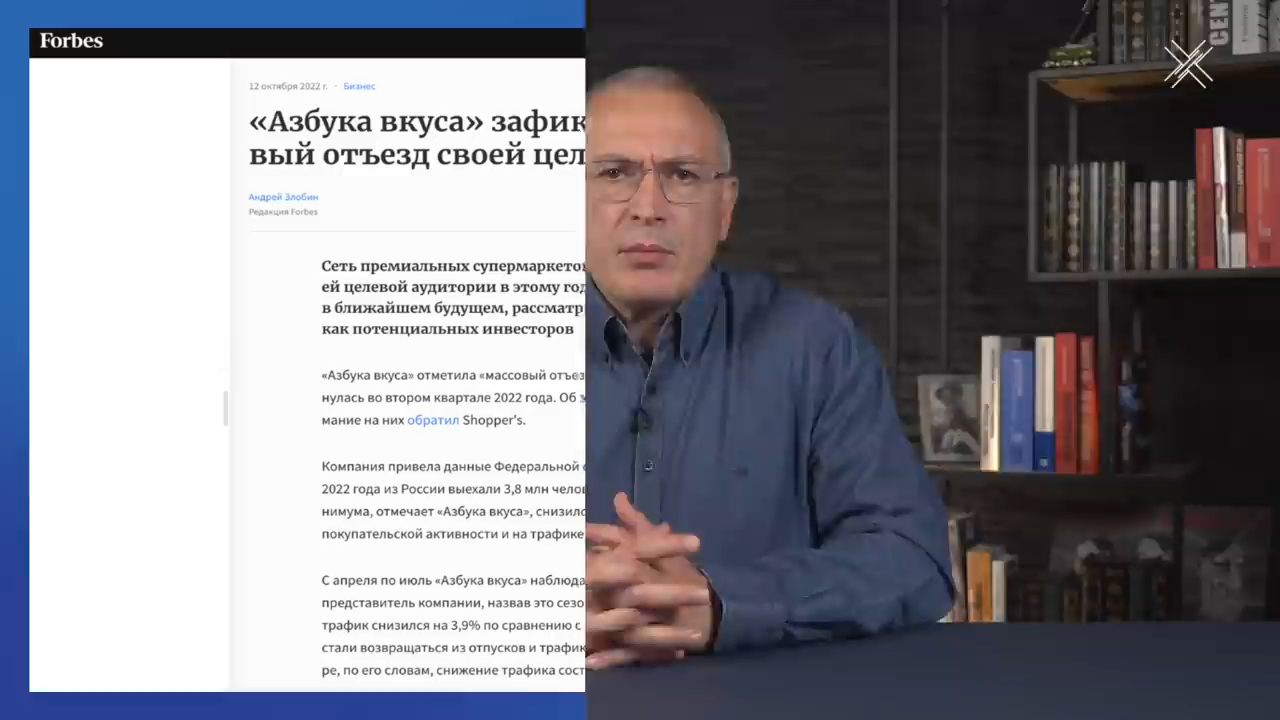 Forbes
12 октября 2022 г. · Бизнес
«Азбука вкуса» зафик
вый отъезд своей цел
Андрей Злобин
Редакция Forbes
Сеть премиальных супермаркетов
ей целевой аудитории в этому год
в ближайшем будущем, рассматр
как потенциальных инвесторов
«Азбука вкуса» отметила «массовый отъез
нулась во втором квартале 2022 года. Об э
мание на них обратил Shopper's.
Компания привела данные Федеральной с
2022 года из России выехали 3,8 млн челов
нимума, отмечает «Азбука вкуса», снизилс
покупательской активности и на трафике
С апреля по июль «Азбука вкуса» наблюда
представитель компании, назвав это сезо
трафик снизился на 3,9% по сравнению с
стали возвращаться из отпусков и трафик
ре, по его словам, снижение трафика сост
CEN